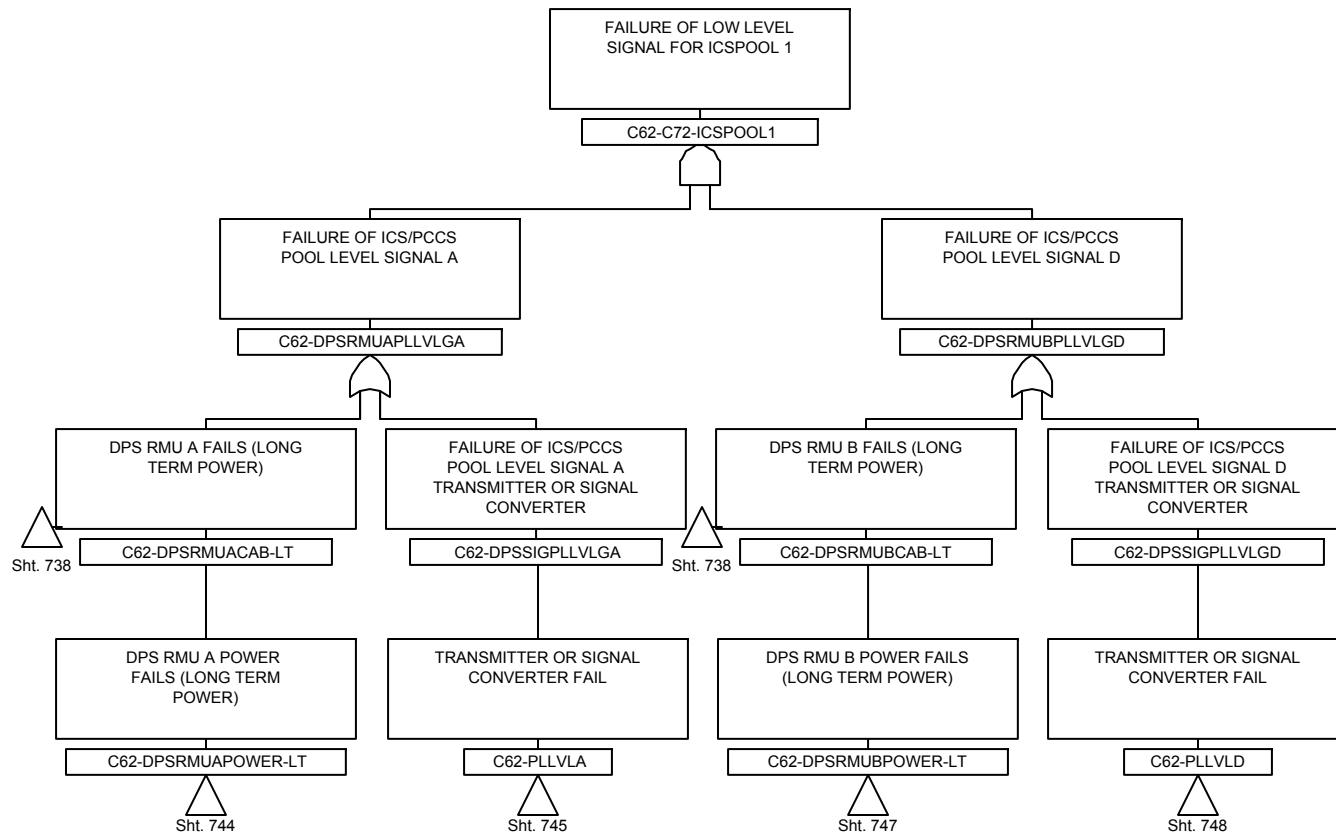 FAILURE OF LOW LEVEL
SIGNAL FOR ICSPOOL 1
C62-C72-ICSPOOL1
FAILURE OF ICS/PCCS
POOL LEVEL SIGNAL A
C62-DPSRMUAPLLVLGA
FAILURE OF ICS/PCCS
POOL LEVEL SIGNAL D
C62-DPSRMUBPLLVLGD
DPS RMU A FAILS (LONG
TERM POWER)
Sht. 738
C62-DPSRMUACAB-LT
FAILURE OF ICS/PCCS
POOL LEVEL SIGNAL A
TRANSMITTER OR SIGNAL
CONVERTER
C62-DPSSIGPLLVLGA
DPS RMU B FAILS (LONG
TERM POWER)
Sht. 738
C62-DPSRMUBCAB-LT
FAILURE OF ICS/PCCS
POOL LEVEL SIGNAL D
TRANSMITTER OR SIGNAL
CONVERTER
C62-DPSSIGPLLVLGD
DPS RMU A POWER
FAILS (LONG TERM
POWER)
C62-DPSRMUAPOWER-LT
Sht. 744
TRANSMITTER OR SIGNAL
CONVERTER FAIL
C62-PLLVLA
Sht. 745
DPS RMU B POWER FAILS
(LONG TERM POWER)
C62-DPSRMUBPOWER-LT
Sht. 747
TRANSMITTER OR SIGNAL
CONVERTER FAIL
C62-PLLVLD
Sht. 748